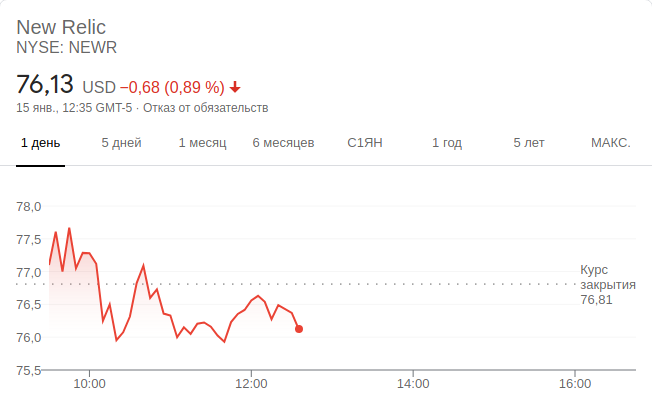 New Relic
NYSE: NEWR
76,13 USD −0,68 (0,89 %)
15 янв., 12:35 GMT-5 · Отказ от обязательств
1 день 5 дней 1 месяц 6 месяцев С1ЯН 1 год 5 лет МАКС.
78,0
77,5
77,0
76,5
76,0
75,5
Курс
закрытия
76,81
10:00 12:00 14:00 16:00